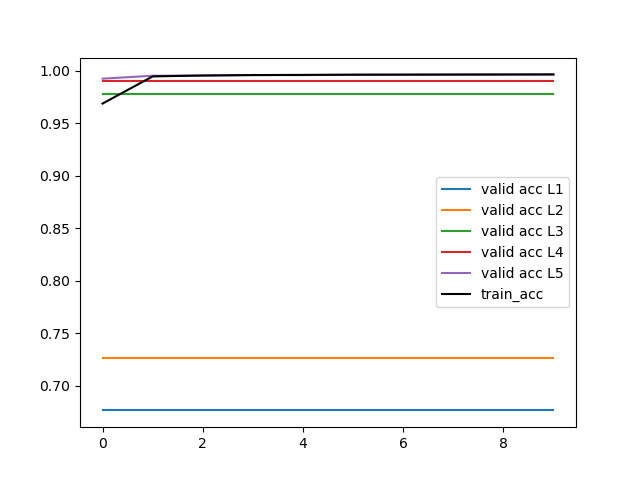 1.00
0.95
0.90
0.85
0.80
0.75
0.70
0 2 4 6 8
valid acc L1
valid acc L2
valid acc L3
valid acc L4
valid acc L5
train_acc